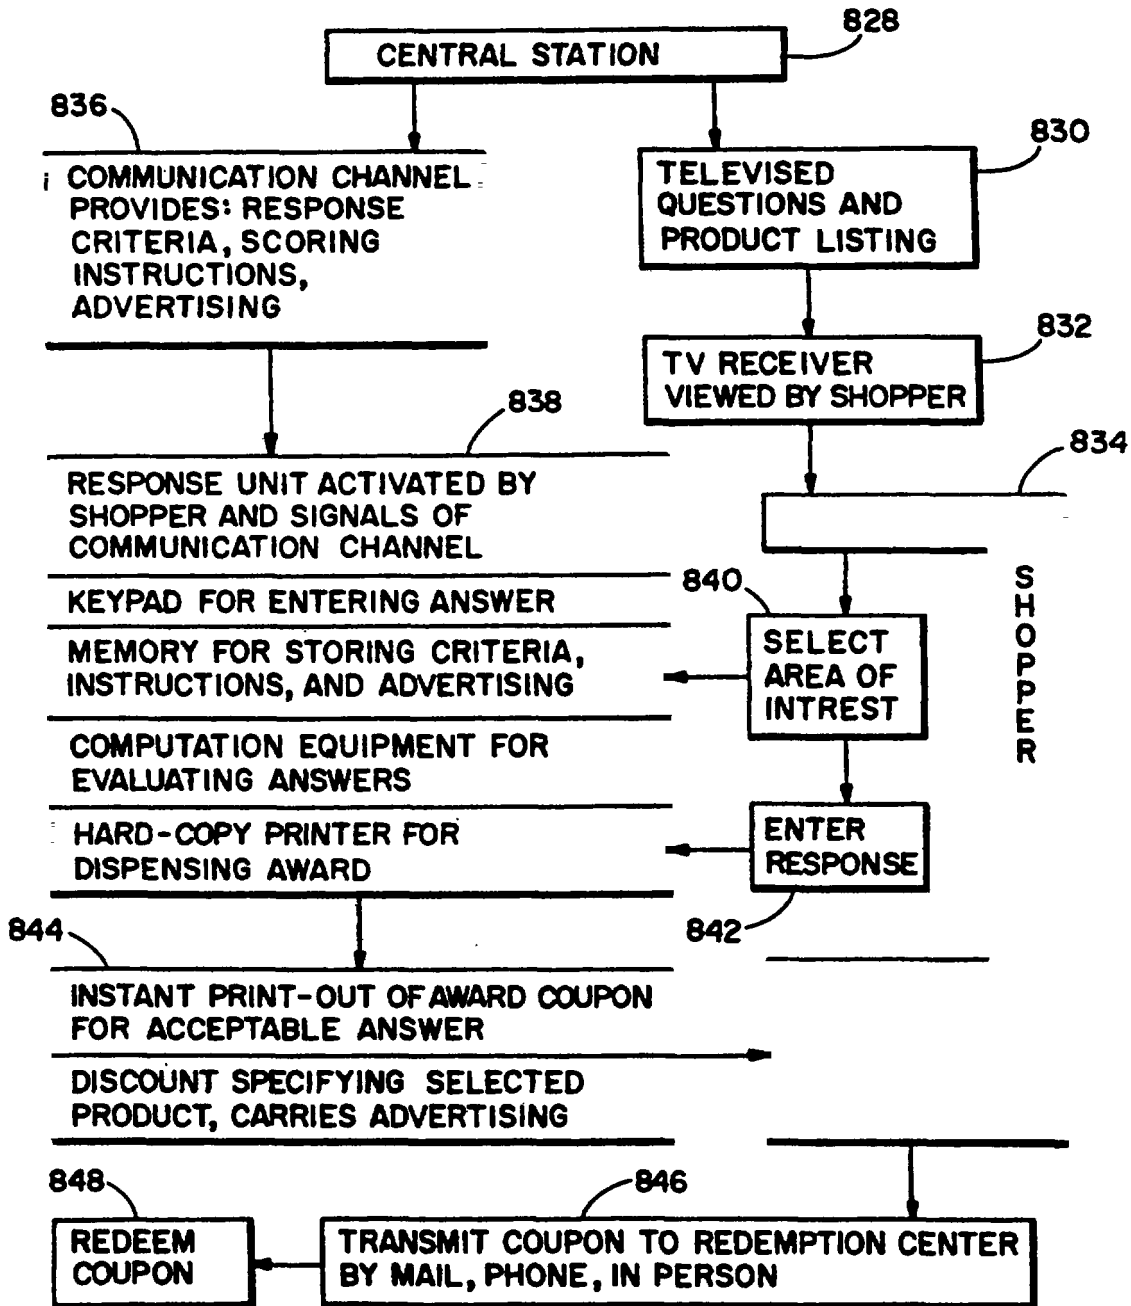 828
CENTRAL STATION
836
830
COMMUNICATION CHANNEL
PROVIDES: RESPONSE
CRITERIA, SCORING
INSTRUCTIONS,
ADVERTISING
TELEVISED
QUESTIONS AND
PRODUCT LISTING
832
TV RECEIVER
VIEWED BY SHOPPER
838
834
RESPONSE UNIT ACTIVATED BY
SHOPPER AND SIGNALS OF
COMMUNICATION CHANNEL
KEYPAD FOR ENTERING ANSWER
MEMORY FOR STORING CRITERIA,
INSTRUCTIONS, AND ADVERTISING
COMPUTATION EQUIPMENT FOR
EVALUATING ANSWERS
HARD-COPY PRINTER FOR
DISPENSING AWARD
840
SELECT
AREA OF
INTREST
SHOPPER
ENTER
RESPONSE
842
844
INSTANT PRINT-OUT OF AWARD COUPON
FOR ACCEPTABLE ANSWER
DISCOUNT SPECIFYING SELECTED
PRODUCT, CARRIES ADVERTISING
848
846
REDEEM
COUPON
TRANSMIT COUPON TO REDEMPTION CENTER
BY MAIL, PHONE, IN PERSON